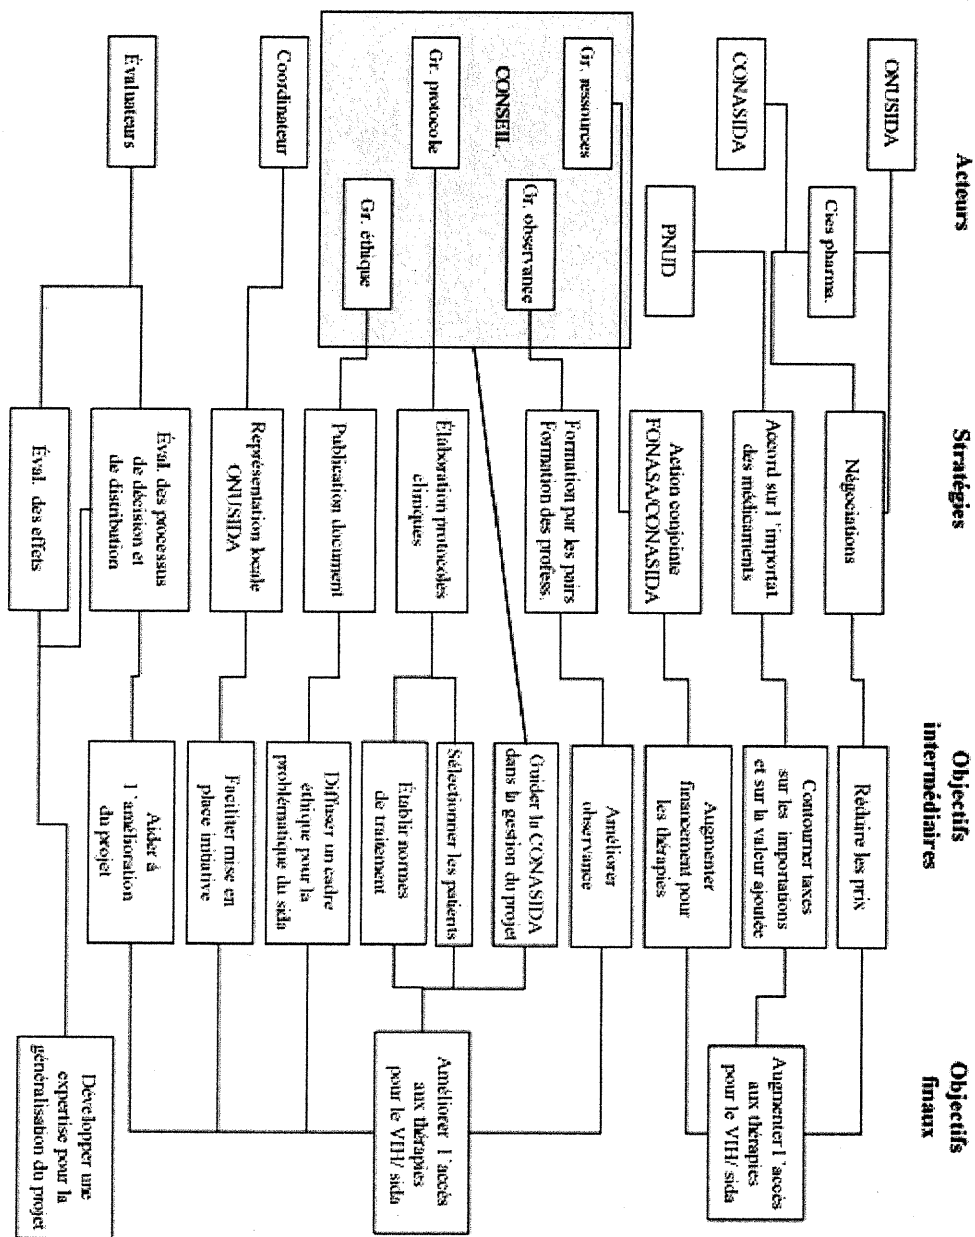 Acteurs
Stratégies
Objectifs
intermédiaires
Objectifs
finaux
ONUSIDA
Cies pharma.
CONASIDA
PNUD
Gr. ressources
CONSEIL
Gr. observance
Gr. protocole
Gr. éthique
Coordinateur
Évaluateurs
Négociations
Accord sur l'importat.
des médicaments
Action conjointe
FONASA/CONASIDA
Formation par les pairs
Formation des profess.
Élaboration protocoles
cliniques
Publication document
Représentation locale
ONUSIDA
Éval. des processus
de décision et
de distribution
Éval. des effets
Réduire les prix
Contourner taxes
sur les importations
et sur la valeur ajoutée
Augmenter
financement pour
les thérapies
Améliorer
observance
Guider la CONASIDA
dans la gestion du projet
Sélectionner les patients
Établir normes
de traitement
Diffuser un cadre
éthique pour la
problématique du sida
Faciliter mise en
place initiative
Aider à
l'amélioration
du projet
Augmenter l'accès
aux thérapies
pour le VIH/ sida
Améliorer l'accès
aux thérapies
pour le VIH/ sida
Développer une
expertise pour la
généralisation du projet